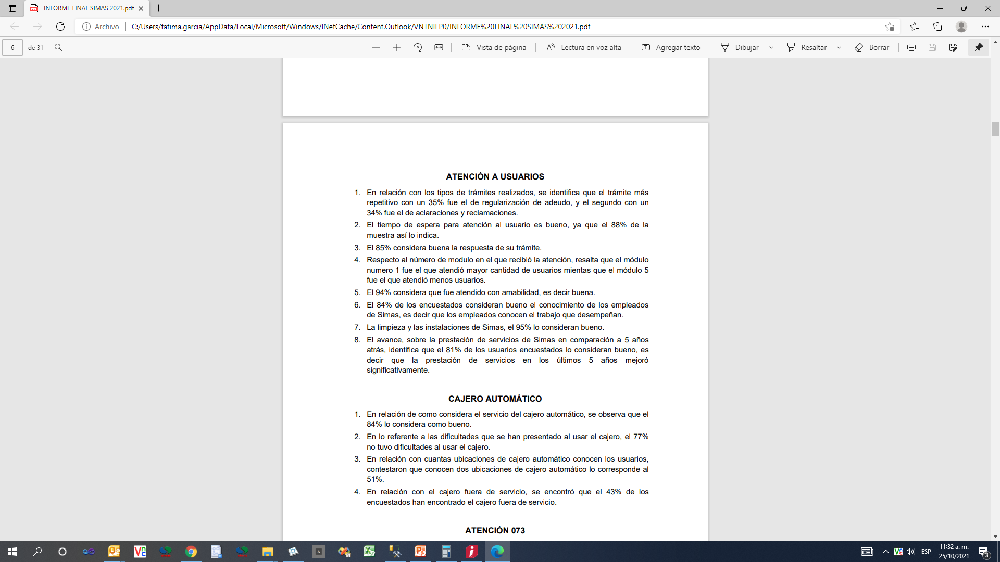 INFORME FINAL SIMAS 2021.pdf
Archivo
C:/Users/fatima.garcia/AppData/Local/Microsoft/Windows/INetCache/Content.Outlook/VNTNIFP0/INFORME%20FINAL%20SIMAS%202021.pdf
6 de 31
Vista de página
Lectura en voz alta
Agregar texto
Dibujar
Resaltar
Borrar
ATENCIÓN A USUARIOS
1. En relación con los tipos de trámites realizados, se identifica que el trámite más
repetitivo con un 35% fue el de regularización de adeudo, y el segundo con un
34% fue el de aclaraciones y reclamaciones.
2. El tiempo de espera para atención al usuario es bueno, ya que el 88% de la
muestra así lo indica.
3. El 85% considera buena la respuesta de su trámite.
4. Respecto al número de modulo en el que recibió la atención, resalta que el módulo
numero 1 fue el que atendió mayor cantidad de usuarios mientas que el módulo 5
fue el que atendió menos usuarios.
5. El 94% considera que fue atendido con amabilidad, es decir buena.
6. El 84% de los encuestados consideran bueno el conocimiento de los empleados
de Simas, es decir que los empleados conocen el trabajo que desempeñan.
7. La limpieza y las instalaciones de Simas, el 95% lo consideran bueno.
8. El avance, sobre la prestación de servicios de Simas en comparación a 5 años
atrás, identifica que el 81% de los usuarios encuestados lo consideran bueno, es
decir que la prestación de servicios en los últimos 5 años mejoró
significativamente.
CAJERO AUTOMÁTICO
1. En relación de como considera el servicio del cajero automático, se observa que el
84% lo considera como bueno.
2. En lo referente a las dificultades que se han presentado al usar el cajero, el 77%
no tuvo dificultades al usar el cajero.
3. En relación con cuantas ubicaciones de cajero automático conocen los usuarios,
contestaron que conocen dos ubicaciones de cajero automático lo corresponde al
51%.
4. En relación con el cajero fuera de servicio, se encontró que el 43% de los
encuestados han encontrado el cajero fuera de servicio.
ATENCIÓN 073
ESP
11:32 a. m.
25/10/2021
3